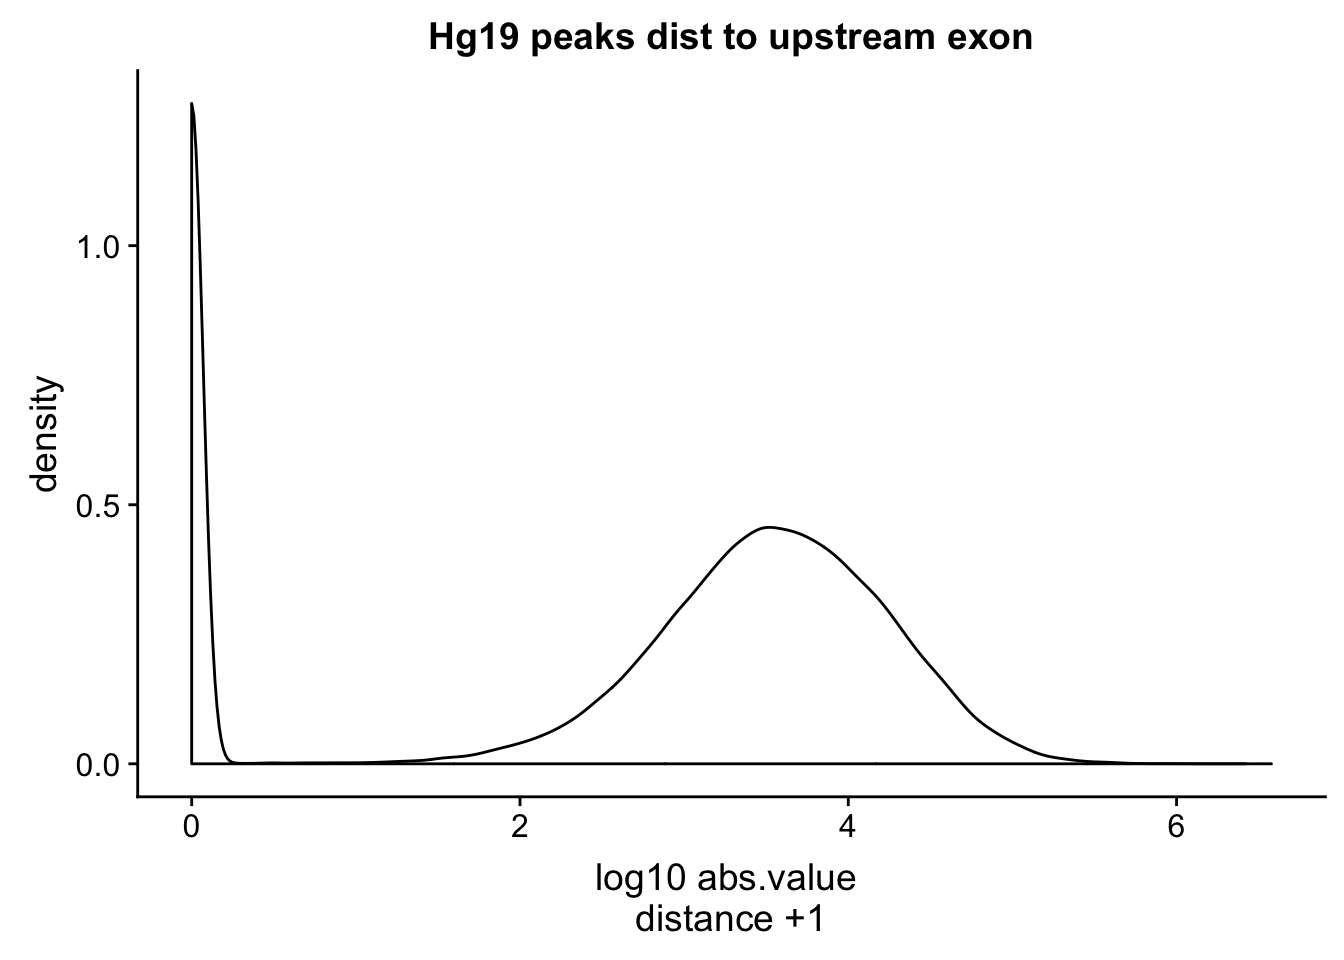 Hg19 peaks dist to upstream exon
density
1.0
0.5
0.0
0 2 4 6
log10 abs.value
distance +1